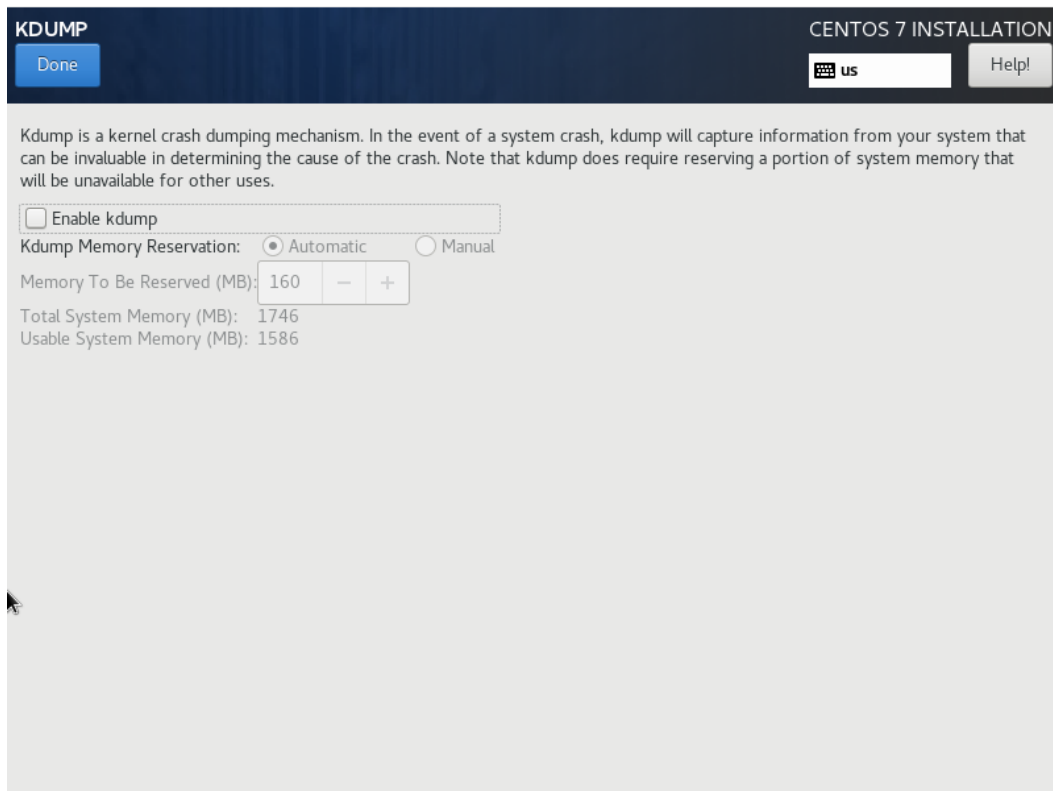 KDUMP
CENTOS 7 INSTALLATION
Done
us
Help!
Kdump is a kernel crash dumping mechanism. In the event of a system crash, kdump will capture information from your system that
can be invaluable in determining the cause of the crash. Note that kdump does require reserving a portion of system memory that
will be unavailable for other uses.
Enable kdump
Kdump Memory Reservation: Automatic Manual
Memory To Be Reserved (MB): 160 − +
Total System Memory (MB): 1746
Usable System Memory (MB): 1586